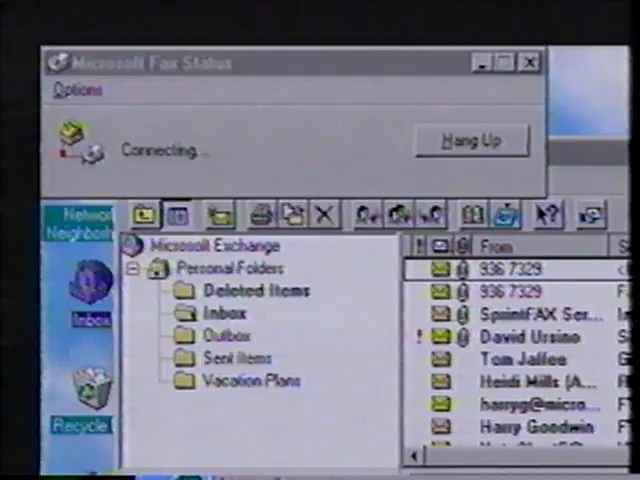 Microsoft Fax Status
Options
Connecting...
Hang Up
Network
Neighborh
Inbox
Recycle
Microsoft Exchange
Personal Folders
Deleted Items
Inbox
Outbox
Sent Items
Vacation Plans
! From S
936 7329
936 7329 F
SprintFAX Ser... S
! David Ursino S
Tom Jaffee G
Heidi Mills (A...
harryg@micro... F
Harry Goodwin F